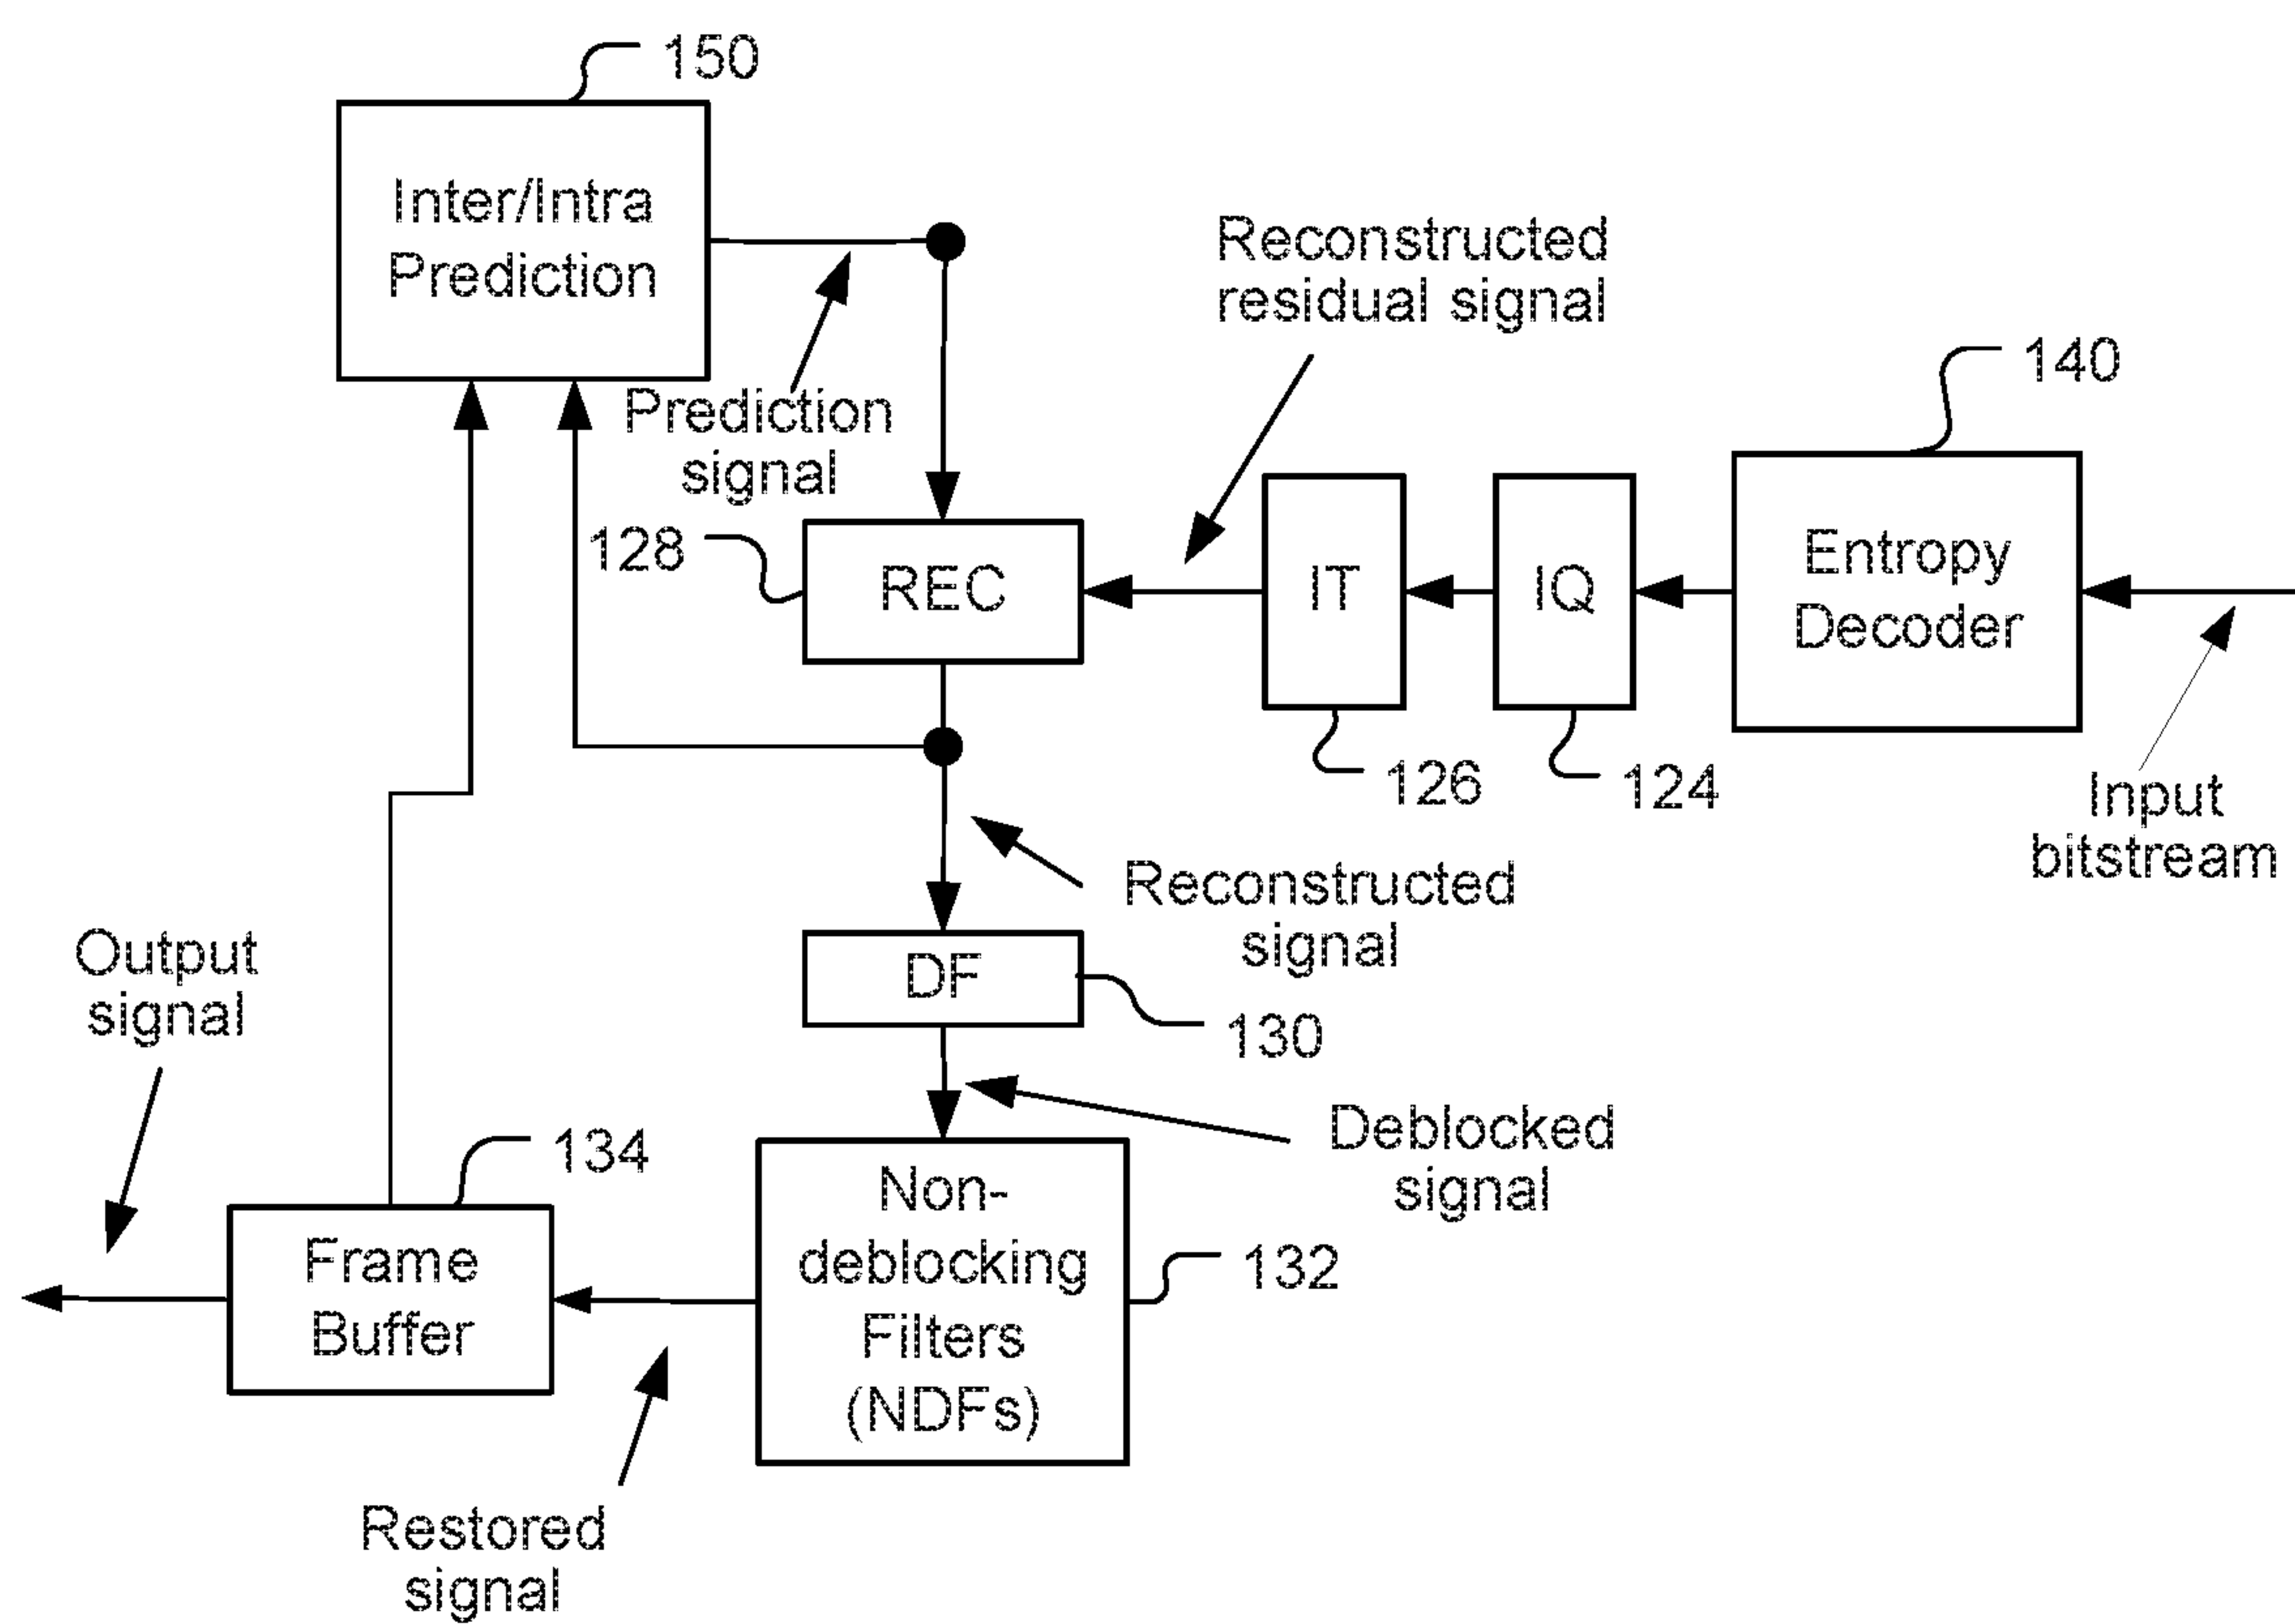 150
Inter/Intra
Prediction
Prediction
signal
Reconstructed
residual signal
140
128
REC
IT
IQ
Entropy
Decoder
126
124
Input
bitstream
Reconstructed
signal
Output
signal
DF
130
Deblocked
signal
134
Frame
Buffer
Non-
deblocking
Filters
(NDFs)
132
Restored
signal